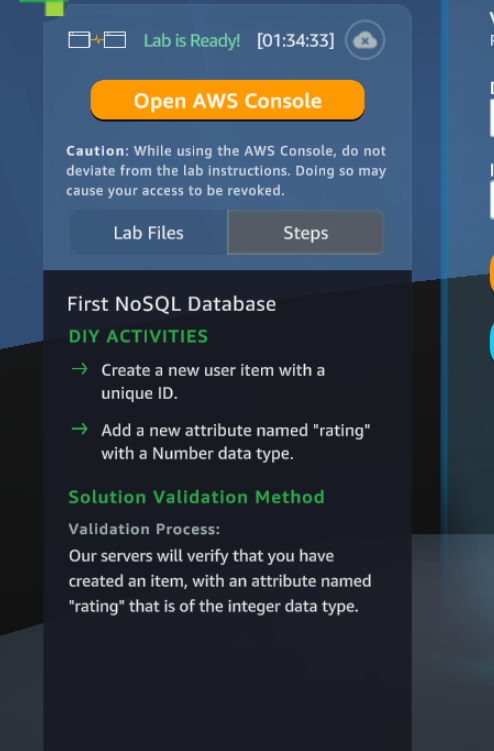 Lab is Ready! [01:34:33]
Open AWS Console
Caution: While using the AWS Console, do not
deviate from the lab instructions. Doing so may
cause your access to be revoked.
Lab Files Steps
First NoSQL Database
DIY ACTIVITIES
→ Create a new user item with a
unique ID.
→ Add a new attribute named "rating"
with a Number data type.
Solution Validation Method
Validation Process:
Our servers will verify that you have
created an item, with an attribute named
"rating" that is of the integer data type.